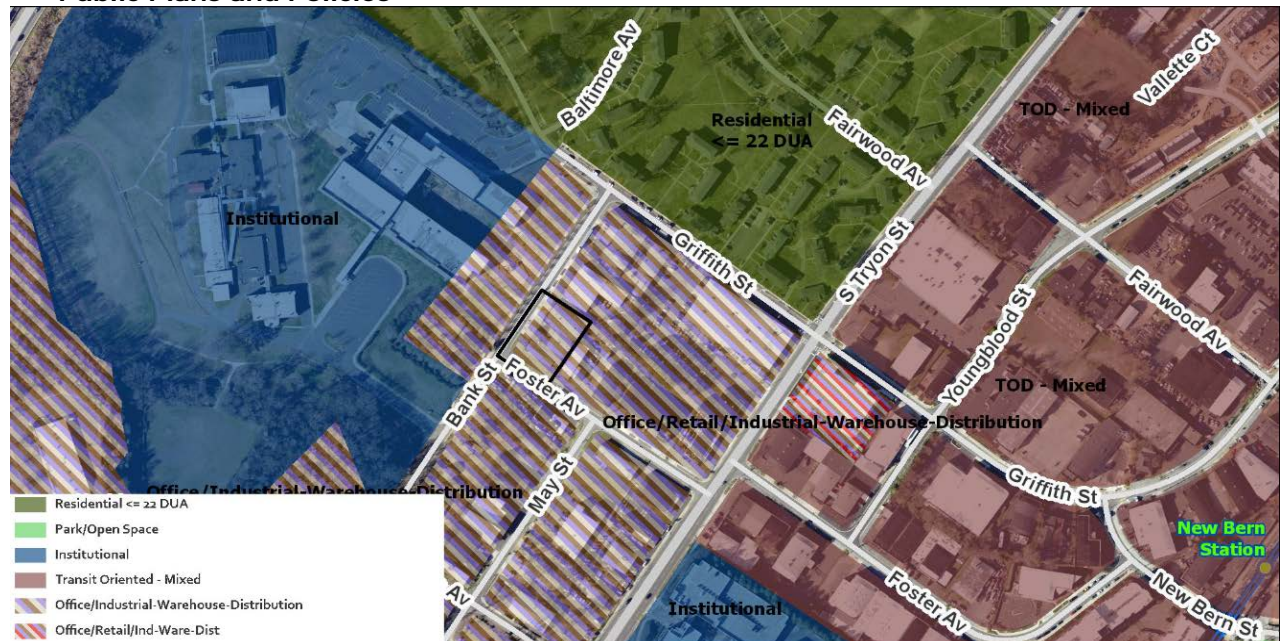 Public Plans and Policies
Baltimore Av
Vallette Ct
TOD - Mixed
Residential
<= 22 DUA
Fairwood Av
Institutional
Griffith St
S Tryon St
Youngblood St
Fairwood Av
TOD - Mixed
Bank St
Foster Av
Office/Retail/Industrial-Warehouse-Distribution
May St
Office/Industrial-Warehouse-Distribution
Griffith St
New Bern
Station
Foster Av
New Bern St
Institutional
Av
Residential <= 22 DUA
Park/Open Space
Institutional
Transit Oriented - Mixed
Office/Industrial-Warehouse-Distribution
Office/Retail/Ind-Ware-Dist